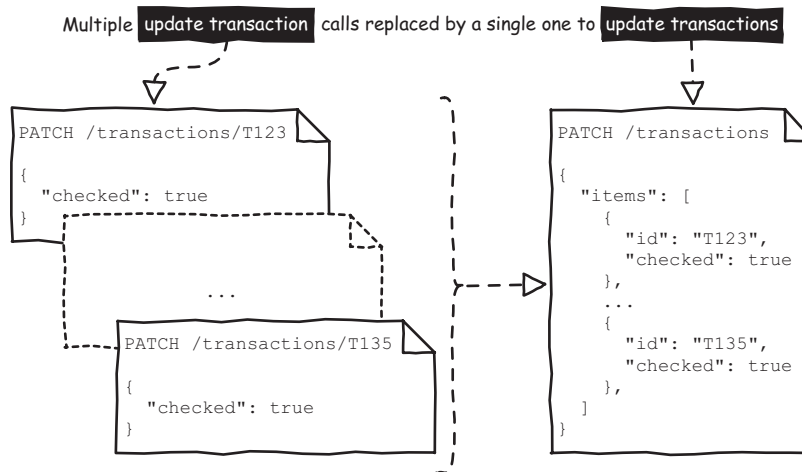 Multiple update transaction calls replaced by a single one to update transactions
PATCH /transactions/T123
{
  "checked": true
}
...
PATCH /transactions/T135
{
  "checked": true
}
PATCH /transactions
{
  "items": [
    {
      "id": "T123",
      "checked": true
    },
    ...
    {
      "id": "T135",
      "checked": true
    },
  ]
}